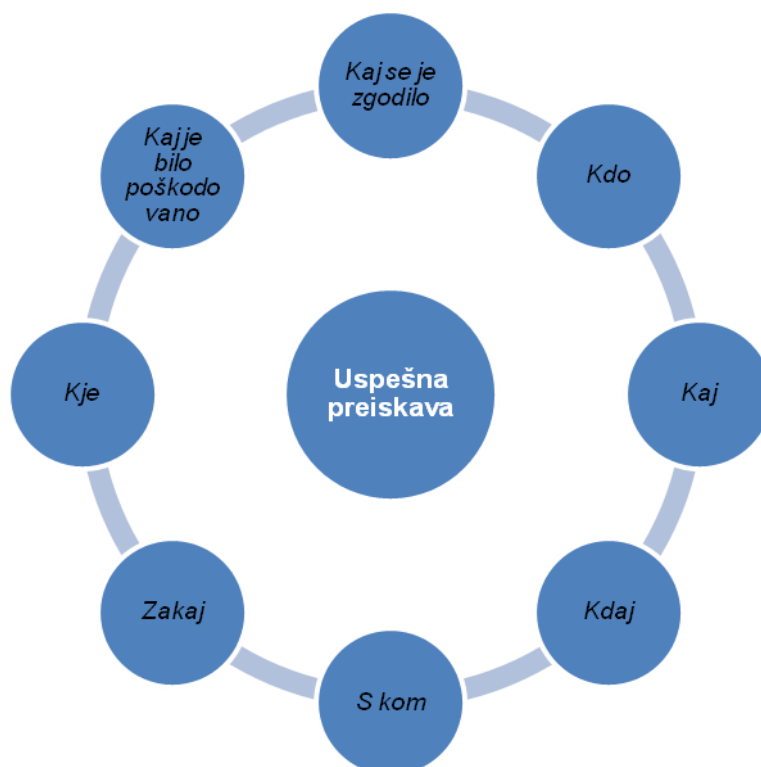 Kaj se je
zgodilo
Kdo
Kaj
Kdaj
S kom
Zakaj
Kje
Kaj je
bilo
poškodo
vano
Uspešna
preiskava